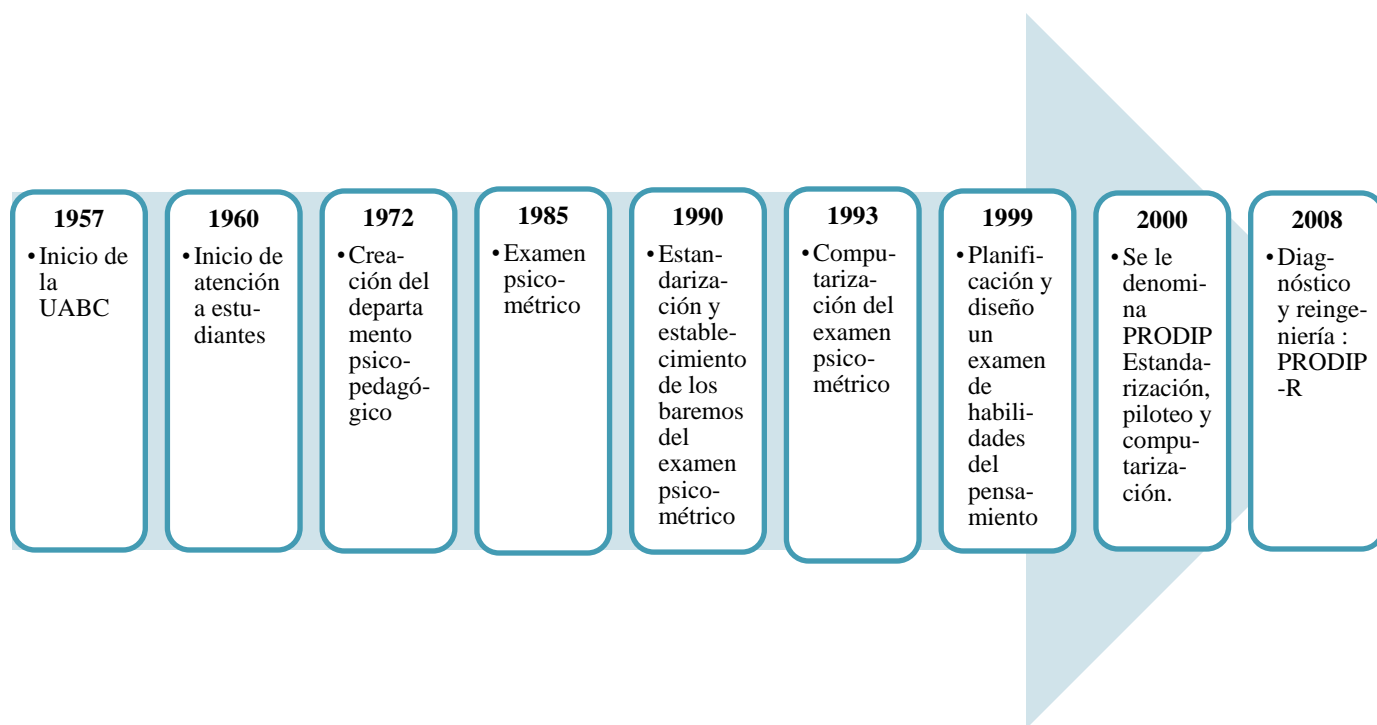 1957
• Inicio de
la
UABC
1960
• Inicio de
atención
a estu-
diantes
1972
• Crea-
ción del
departa
mento
psico-
pedagó-
gico
1985
• Examen
psico-
métrico
1990
• Estan-
darización y
estable-
cimiento
de los
baremos
del
examen
psico-
métrico
1993
• Compu-
tariza-
ción del
examen
psico-
métrico
1999
• Planifi-
cación y
diseño
un
examen
de
habili-
dades
del
pensa-
miento
2000
• Se le
denomi-
na
PRODIP
Estanda-
rización,
piloteo y
compu-
tariza-
ción.
2008
• Diag-
nóstico
y reinge-
niería :
PRODIP
-R